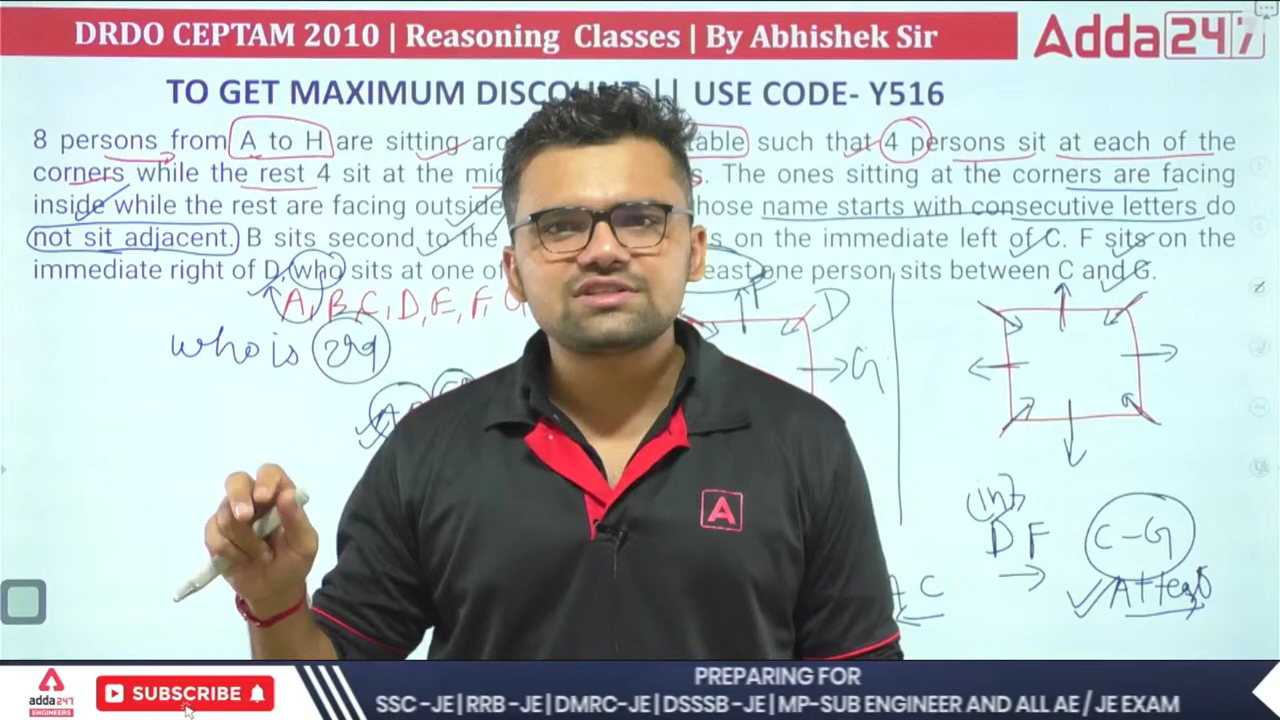 DRDO CEPTAM 2010 | Reasoning Classes | By Abhishek Sir
Adda247
TO GET MAXIMUM DISCOUNT || USE CODE- Y516
8 persons from A to H are sitting table such that 4 persons sit at each of the
corners while the rest 4 sit at the The ones sitting at the corners are facing
inside while the rest are facing outside name starts with consecutive letters do
not sit adjacent. B sits second to the on the immediate left of C. F sits on the
immediate right of D, who sits at one of one person sits between C and G.
A, B, C, D, E, F, G
who is
D
G
D F
C-G
C
A
adda247
ENGINEERS
SUBSCRIBE
PREPARING FOR
SSC -JE | RRB -JE | DMRC-JE | DSSSB -JE | MP-SUB ENGINEER AND ALL AE / JE EXAM